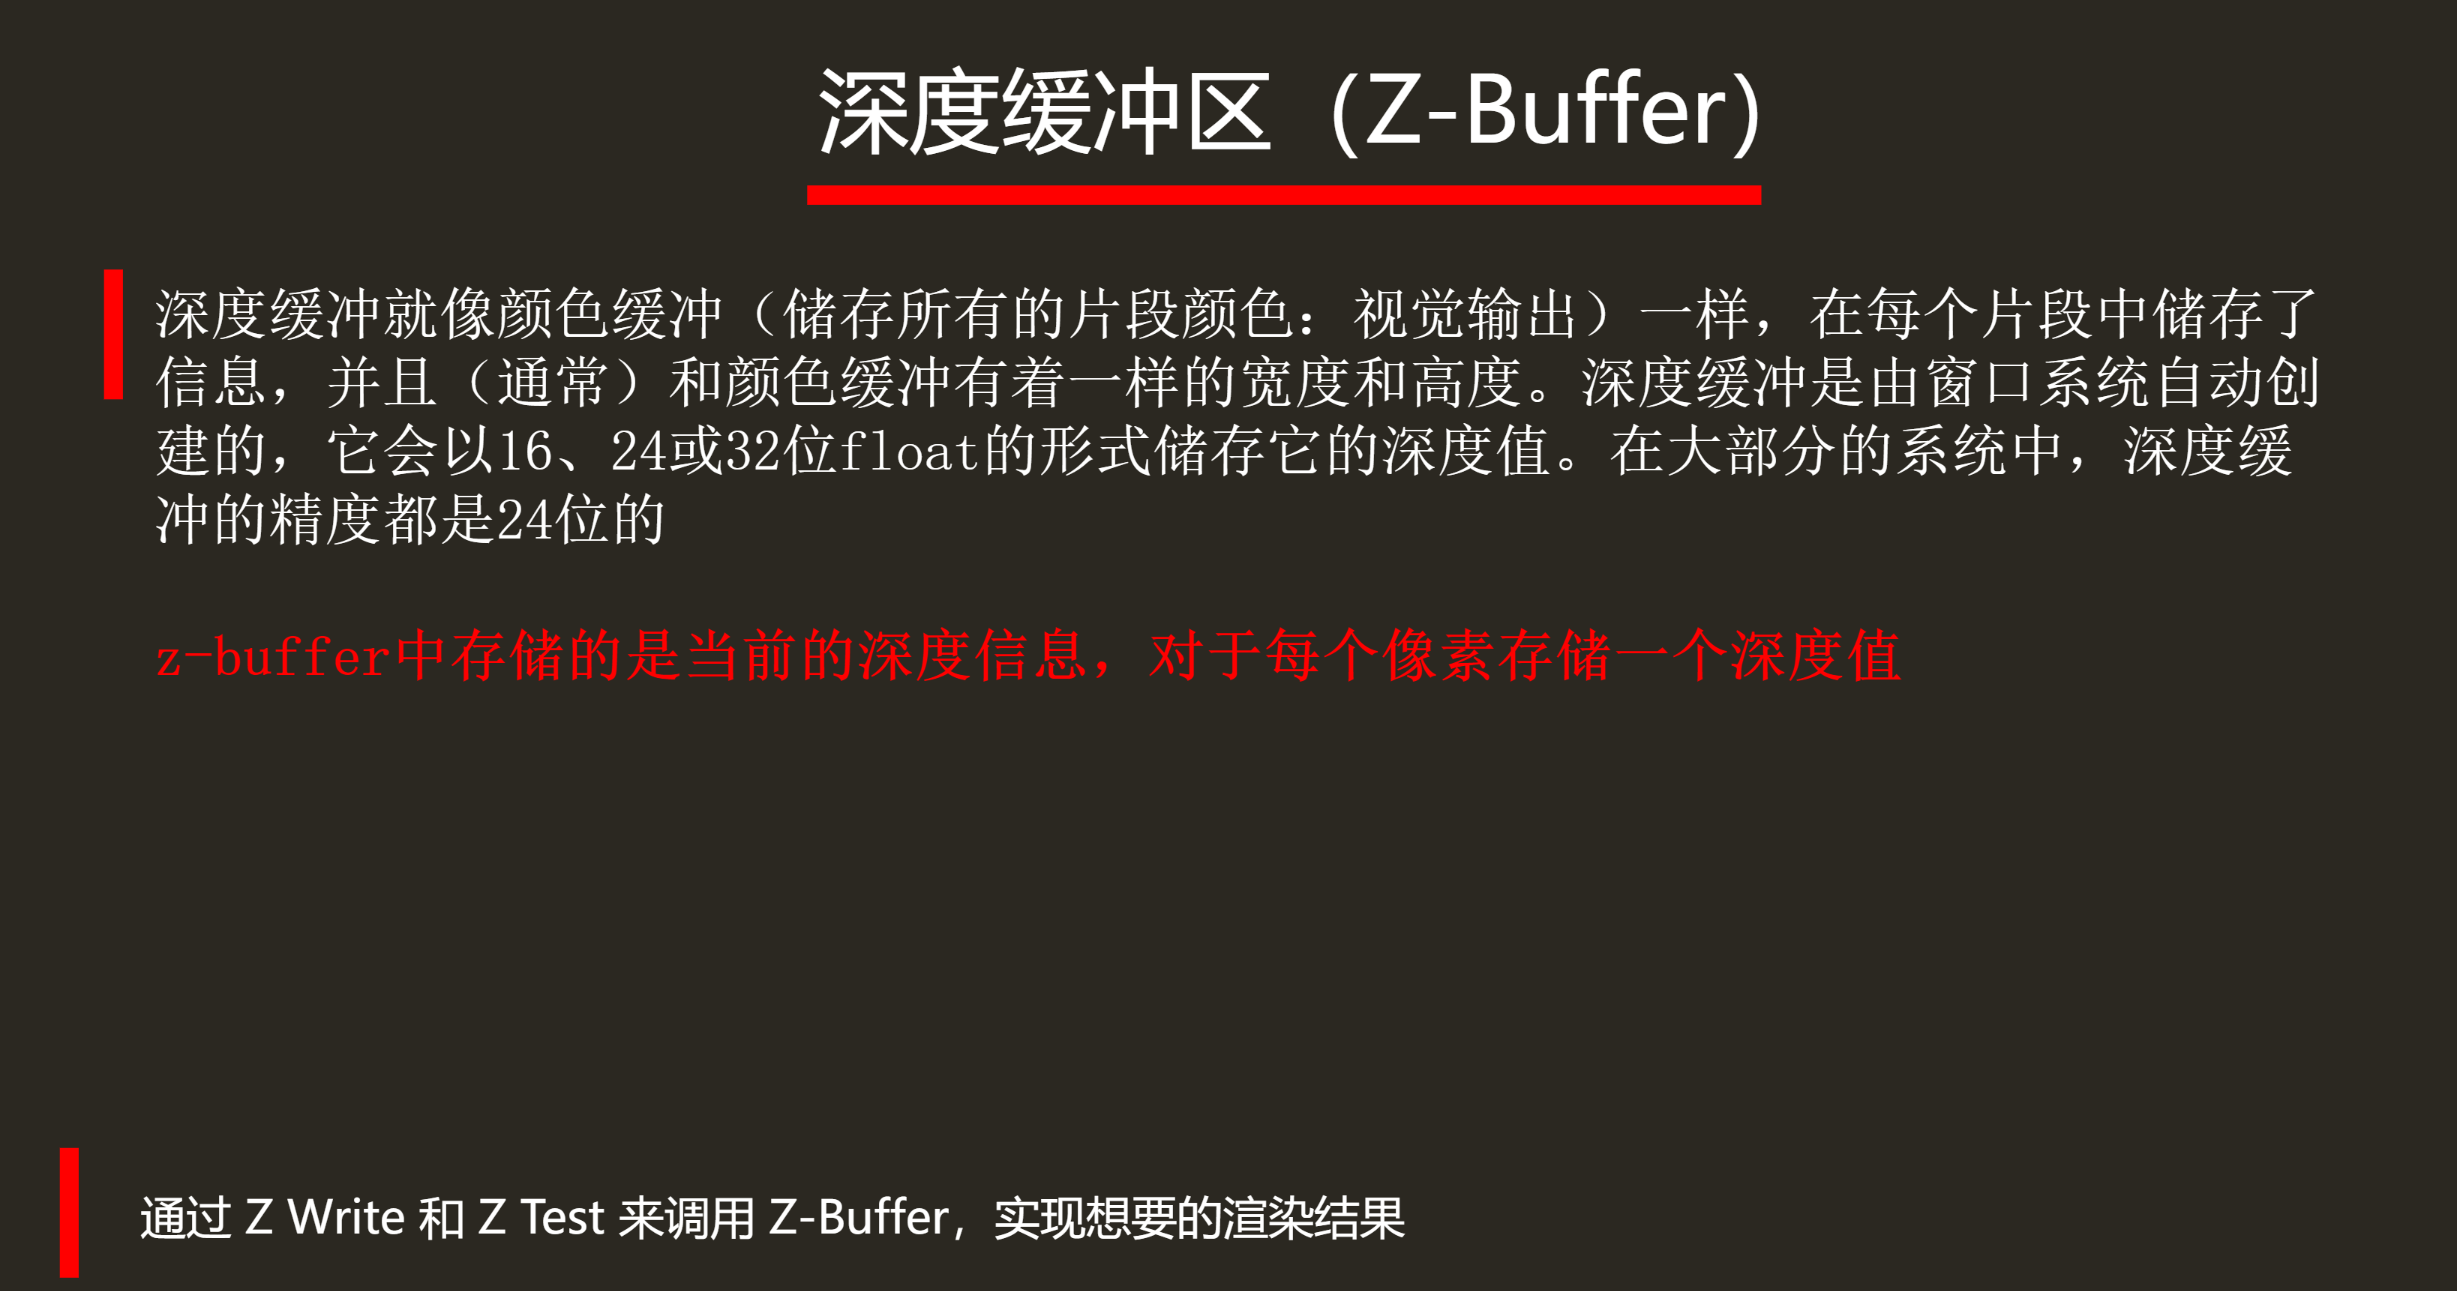 深度缓冲区（Z-Buffer）
深度缓冲就像颜色缓冲（储存所有的片段颜色：视觉输出）一样，在每个片段中储存了
信息，并且（通常）和颜色缓冲有着一样的宽度和高度。深度缓冲是由窗口系统自动创
建的，它会以16、24或32位float的形式储存它的深度值。在大部分的系统中，深度缓
冲的精度都是24位的
z-buffer中存储的是当前的深度信息，对于每个像素存储一个深度值
通过 Z Write 和 Z Test 来调用 Z-Buffer，实现想要的渲染结果